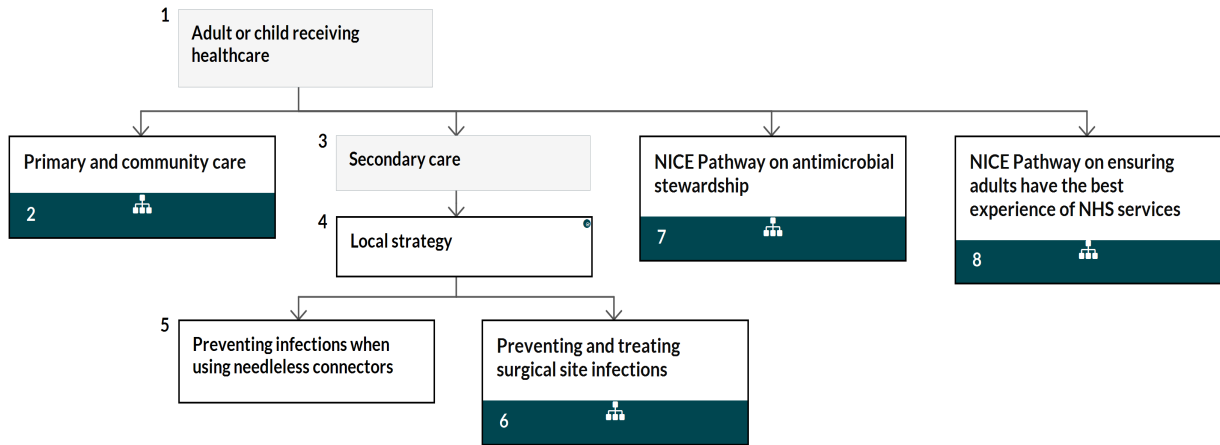 1
Adult or child receiving
healthcare
Primary and community care
2
3
Secondary care
4
Local strategy
NICE Pathway on antimicrobial
stewardship
7
NICE Pathway on ensuring
adults have the best
experience of NHS services
8
5
Preventing infections when
using needleless connectors
Preventing and treating
surgical site infections
6